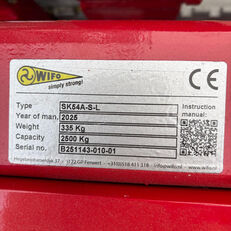 WIFO
simply strong!
CE
Type SK54A-S-L Instruction manual:
Year of man. 2025
Weight 335 Kg
Capacity 2500 Kg
Serial no. B251143-010-01